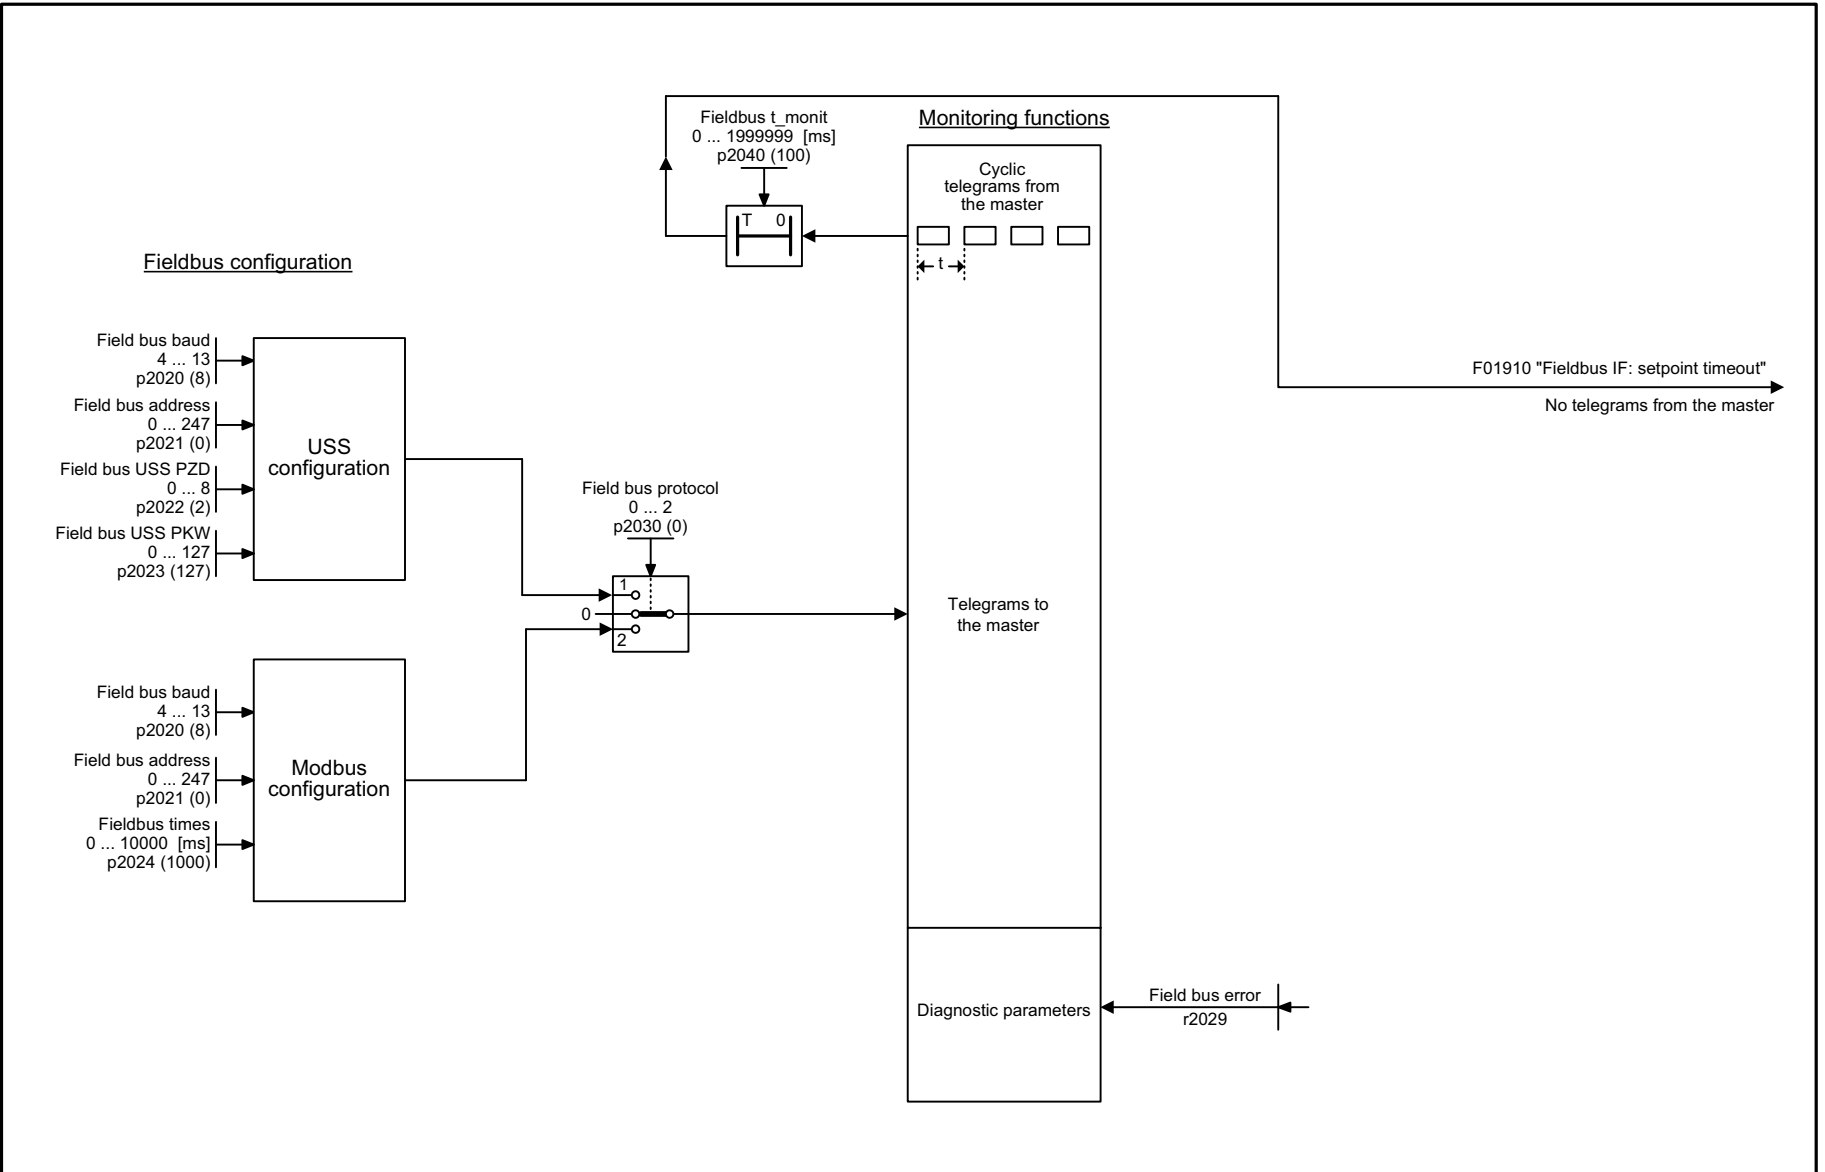 Fieldbus t_monit
0 ... 1999999 [ms]
p2040 (100)
T 0
Monitoring functions
Cyclic
telegrams from
the master
t
Fieldbus configuration
Field bus baud
4 ... 13
p2020 (8)
Field bus address
0 ... 247
p2021 (0)
Field bus USS PZD
0 ... 8
p2022 (2)
Field bus USS PKW
0 ... 127
p2023 (127)
USS
configuration
F01910 "Fieldbus IF: setpoint timeout"
No telegrams from the master
Field bus protocol
0 ... 2
p2030 (0)
1
0
2
Telegrams to
the master
Field bus baud
4 ... 13
p2020 (8)
Field bus address
0 ... 247
p2021 (0)
Fieldbus times
0 ... 10000 [ms]
p2024 (1000)
Modbus
configuration
Diagnostic parameters
Field bus error
r2029